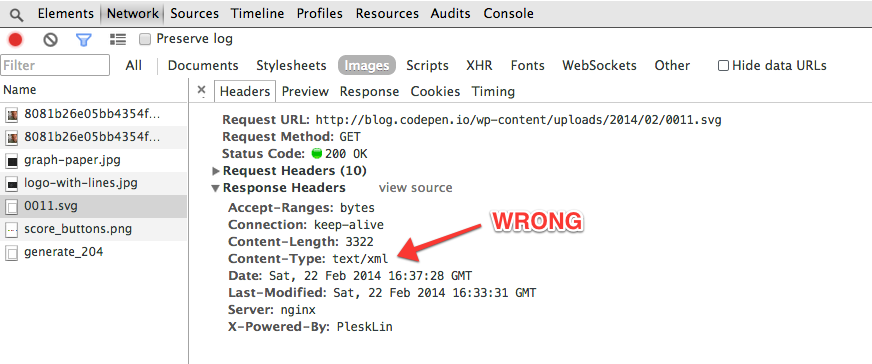 Elements Network Sources Timeline Profiles Resources Audits Console
Preserve log
Filter All Documents Stylesheets Images Scripts XHR Fonts WebSockets Other Hide data URLs
Name × Headers Preview Response Cookies Timing
8081b26e05bb4354f...
8081b26e05bb4354f...
graph-paper.jpg
logo-with-lines.jpg
0011.svg
score_buttons.png
generate_204
Request URL: http://blog.codepen.io/wp-content/uploads/2014/02/0011.svg
Request Method: GET
Status Code: 200 OK
Request Headers (10)
Response Headers view source
Accept-Ranges: bytes
Connection: keep-alive
Content-Length: 3322
Content-Type: text/xml
Date: Sat, 22 Feb 2014 16:37:28 GMT
Last-Modified: Sat, 22 Feb 2014 16:33:31 GMT
Server: nginx
X-Powered-By: PleskLin
WRONG